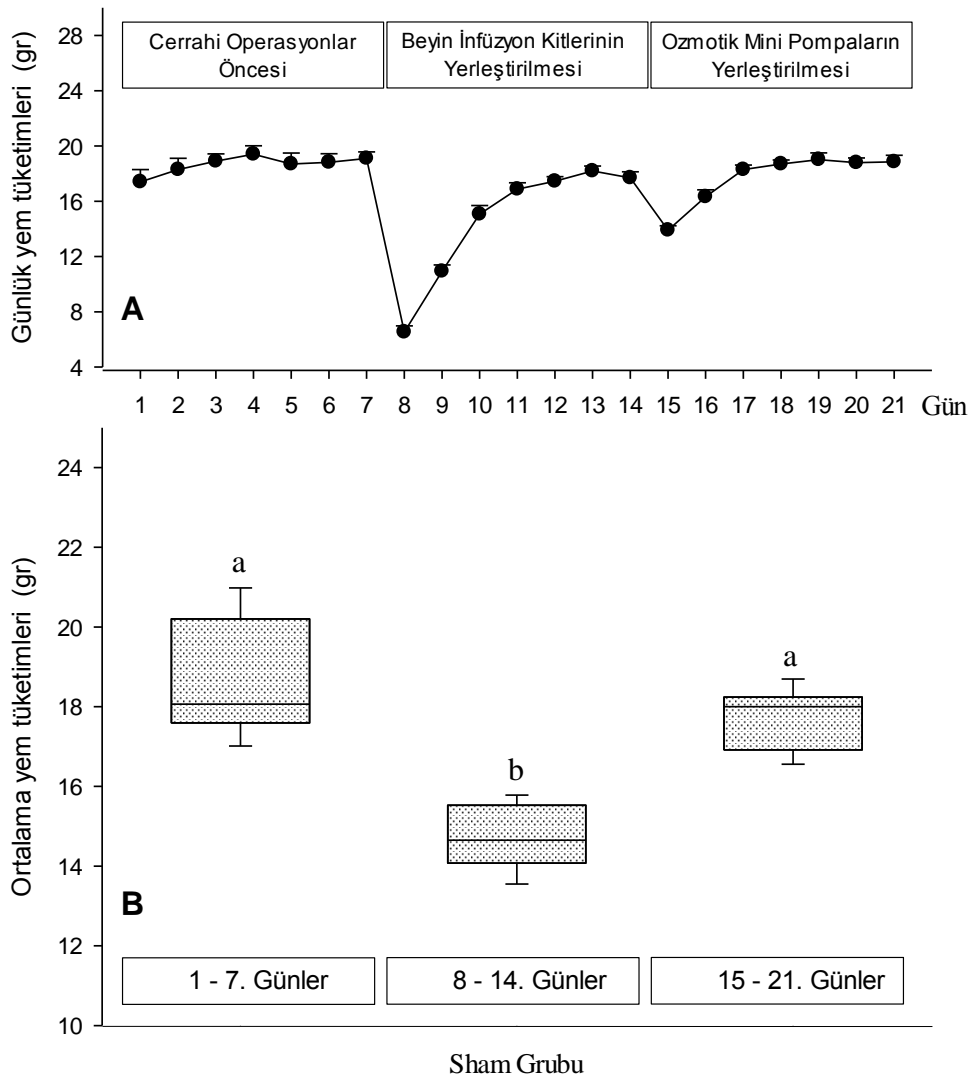 Günlük yem tüketimleri (gr)
28
24
20
16
12
8
4
Cerrahi Operasyonlar
Öncesi
Beyin İnfüzyon Kitlerinin
Yerleştirilmesi
Ozmotik Mini Pompaların
Yerleştirilmesi
A
1 2 3 4 5 6 7 8 9 10 11 12 13 14 15 16 17 18 19 20 21 Gün
Ortalama yem tüketimleri (gr)
24
22
20
18
16
14
12
10
a
b
a
B
1 - 7. Günler
8 - 14. Günler
15 - 21. Günler
Sham Grubu